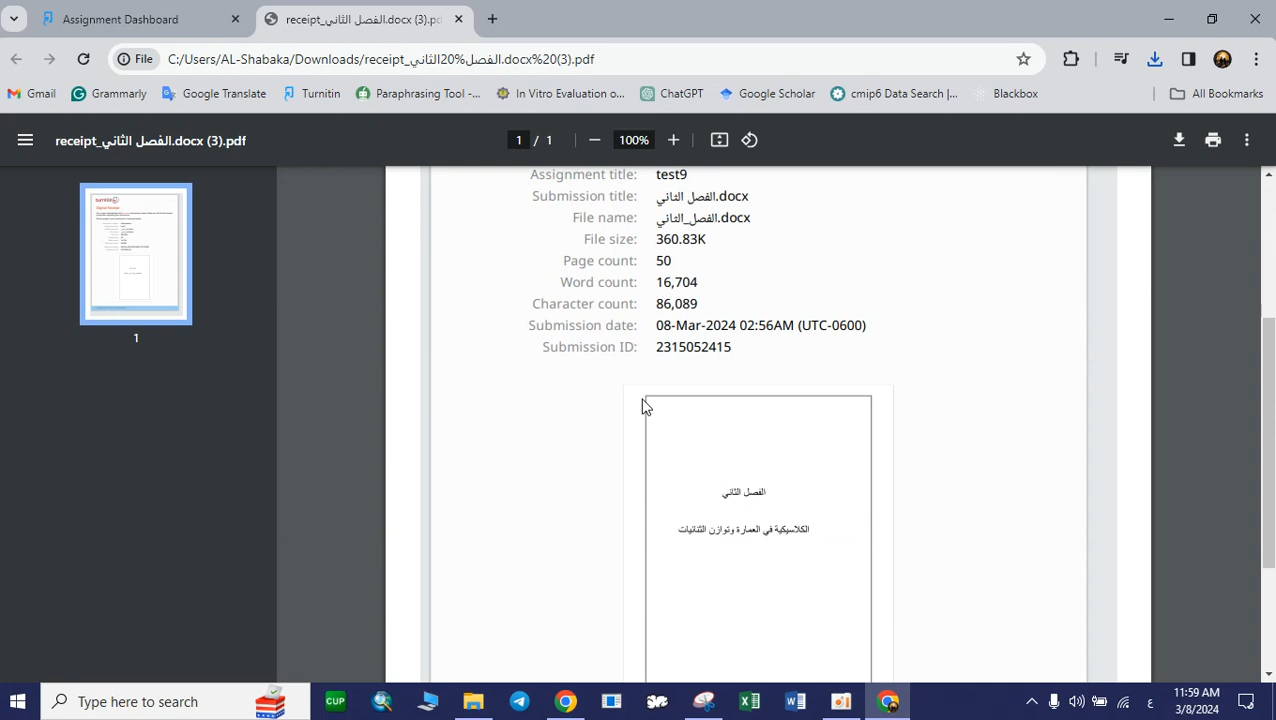 Assignment Dashboard
receipt_الفصل الثاني.docx (3).pdf
File
C:/Users/AL-Shabaka/Downloads/receipt_الفصل%20الثاني.docx%20(3).pdf
Gmail
Grammarly
Google Translate
Turnitin
Paraphrasing Tool -...
In Vitro Evaluation o...
ChatGPT
Google Scholar
cmip6 Data Search |...
Blackbox
All Bookmarks
receipt_الفصل الثاني.docx (3).pdf
1 / 1
100%
Assignment title: test9
Submission title: الفصل الثاني.docx
File name: الفصل_الثاني.docx
File size: 360.83K
Page count: 50
Word count: 16,704
Character count: 86,089
Submission date: 08-Mar-2024 02:56AM (UTC-0600)
Submission ID: 2315052415
1
الفصل الثاني
الكلاسيكية في العمارة وتوازن الثنائيات
Type here to search
CUP
ع
11:59 AM
3/8/2024